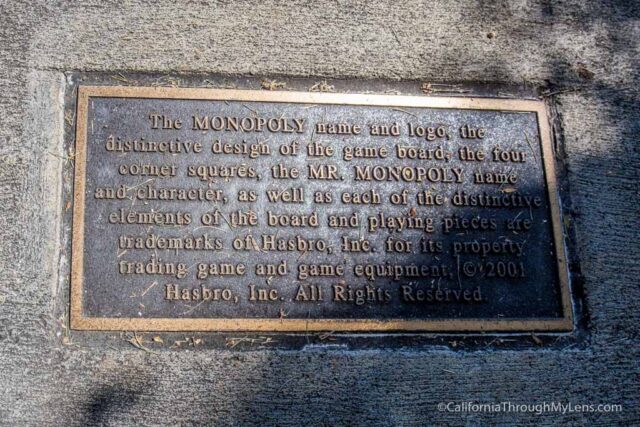 The MONOPOLY name and logo, the
distinctive design of the game board, the four
corner squares, the MR. MONOPOLY name
and character, as well as each of the distinctive
elements of the board and playing pieces are
trademarks of Hasbro, Inc. for its property
trading game and game equipment. © 2001
Hasbro, Inc. All Rights Reserved.
©CaliforniaThroughMyLens.com